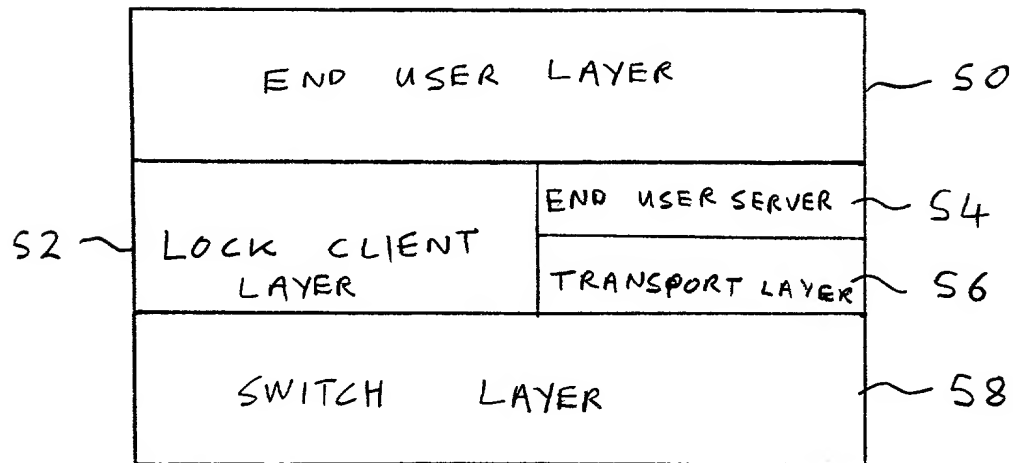 END USER LAYER
50
END USER SERVER
54
52
LOCK CLIENT
LAYER
TRANSPORT LAYER
56
SWITCH LAYER
58